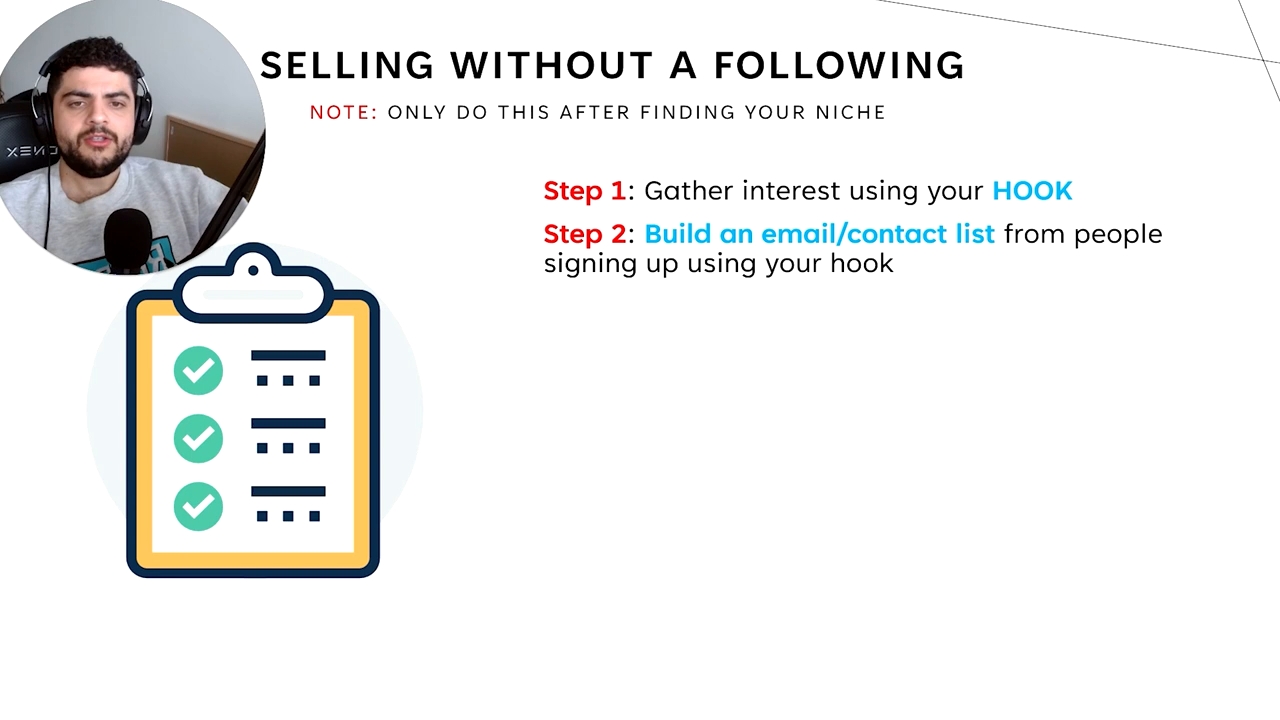 SELLING WITHOUT A FOLLOWING
NOTE: ONLY DO THIS AFTER FINDING YOUR NICHE
Step 1: Gather interest using your HOOK
Step 2: Build an email/contact list from people
signing up using your hook